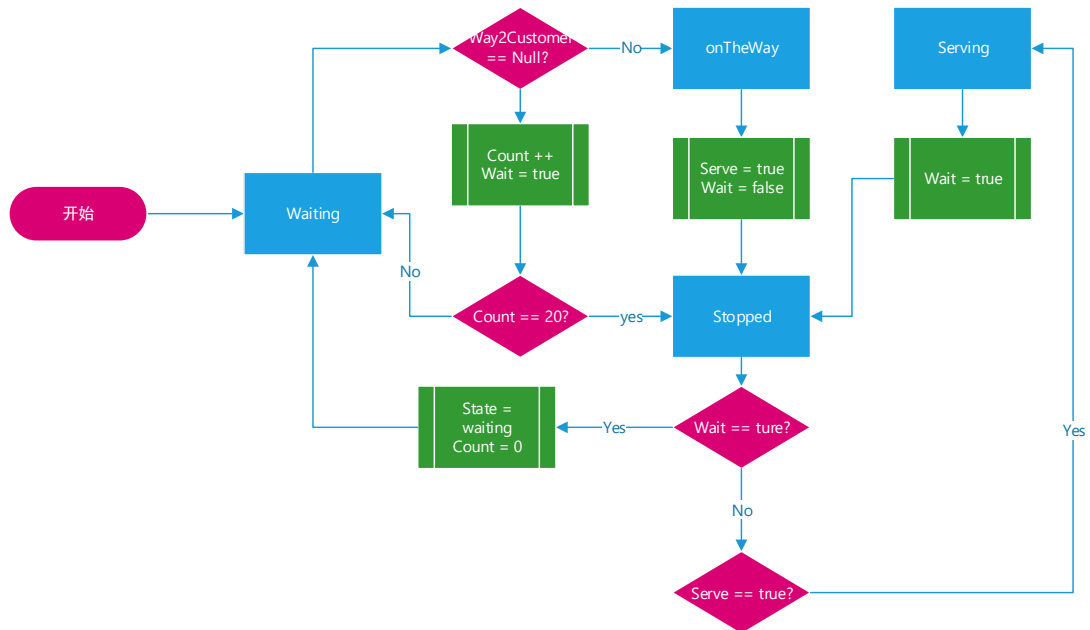 Way2Customer
== Null?
No
onTheWay
Serving
Count ++
Wait = true
Serve = true
Wait = false
Wait = true
开始
Waiting
No
Count == 20?
yes
Stopped
State =
waiting
Count = 0
Yes
Wait == ture?
Yes
No
Serve == true?